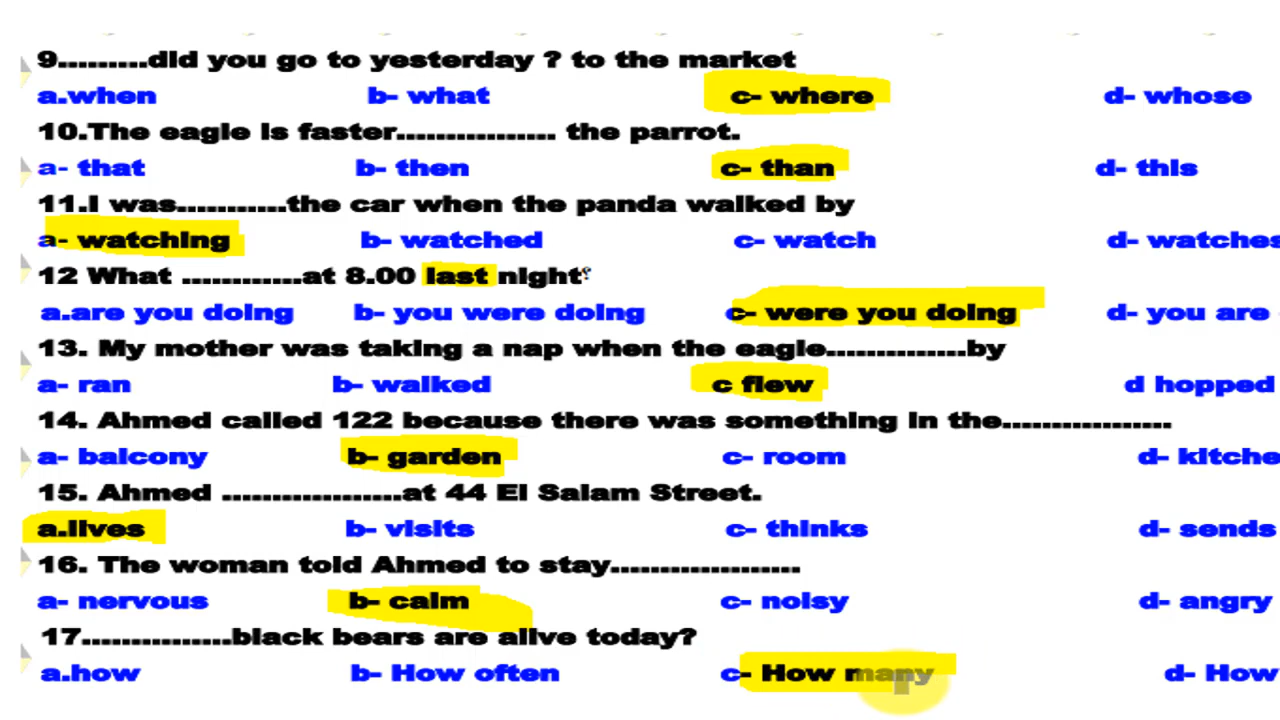 9.........did you go to yesterday ? to the market
a.when b- what c- where d- whose
10.The eagle is faster................ the parrot.
a- that b- then c- than d- this
11.I was...........the car when the panda walked by
a- watching b- watched c- watch d- watches
12 What ............at 8.00 last night؟
a.are you doing b- you were doing c- were you doing d- you are
13. My mother was taking a nap when the eagle..............by
a- ran b- walked c flew d hopped
14. Ahmed called 122 because there was something in the.................
a- balcony b- garden c- room d- kitche
15. Ahmed ..................at 44 El Salam Street.
a.lives b- visits c- thinks d- sends
16. The woman told Ahmed to stay...................
a- nervous b- calm c- noisy d- angry
17...............black bears are alive today?
a.how b- How often c- How many d- How